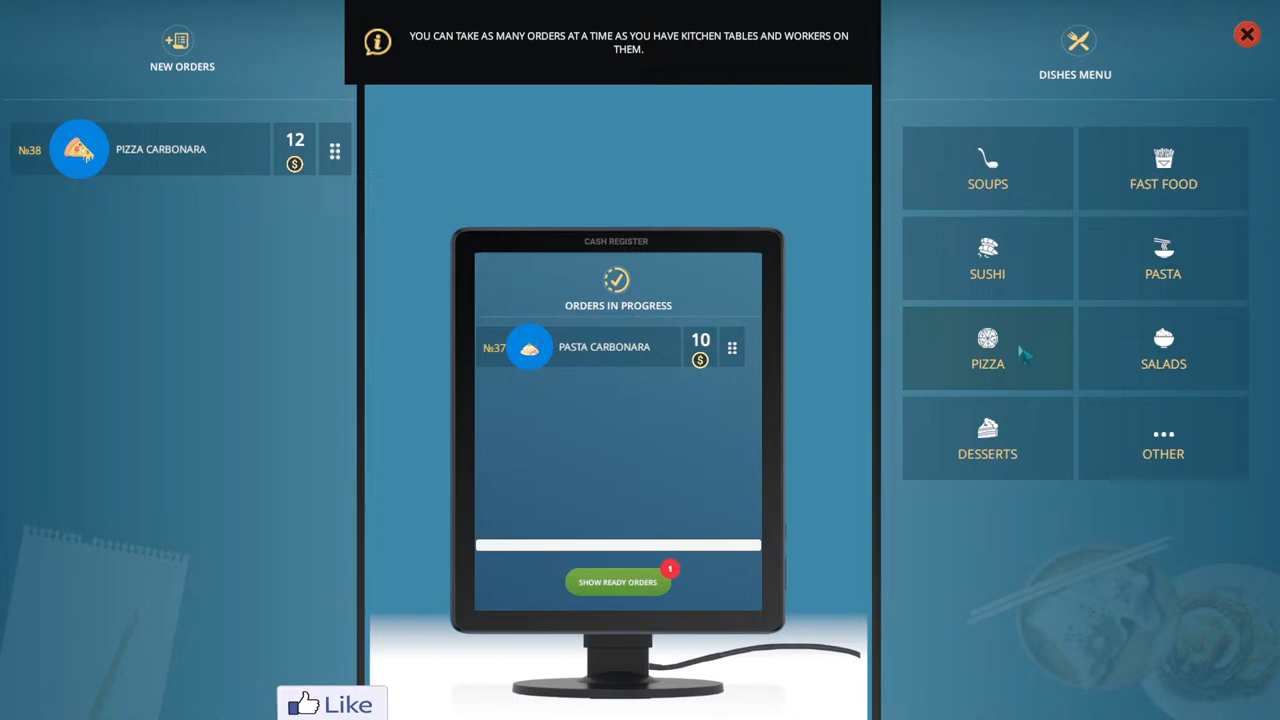 NEW ORDERS
№38 PIZZA CARBONARA 12
$
YOU CAN TAKE AS MANY ORDERS AT A TIME AS YOU HAVE KITCHEN TABLES AND WORKERS ON
THEM.
CASH REGISTER
ORDERS IN PROGRESS
№37 PASTA CARBONARA 10
$
1
SHOW READY ORDERS
Like
DISHES MENU
SOUPS
FAST FOOD
SUSHI
PASTA
PIZZA
SALADS
DESSERTS
OTHER